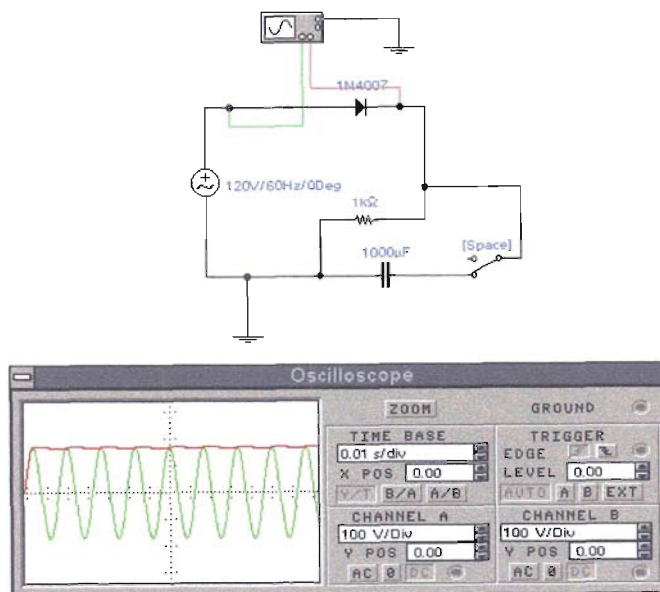 1N4007
120V/60Hz/0Deg
1kΩ
1000µF
[Space]
Oscilloscope
ZOOM
GROUND
TIME BASE
0.01 s/div
X POS 0.00
Y/T B/A A/B
TRIGGER
EDGE
LEVEL 0.00
AUTO A B EXT
CHANNEL A
100 V/Div
Y POS 0.00
AC 0 DC
CHANNEL B
100 V/Div
Y POS 0.00
AC 0 DC